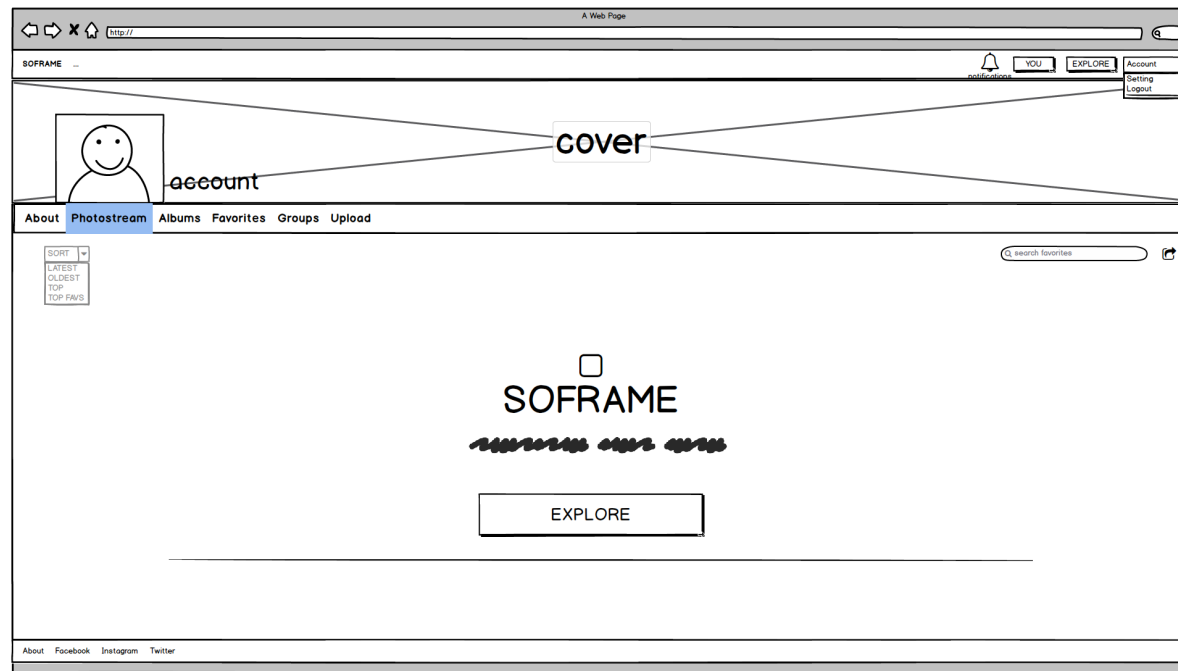 A Web Page
http://
SOFRAME ...
notifications
YOU
EXPLORE
Account
Setting
Logout
cover
account
About Photostream Albums Favorites Groups Upload
SORT
LATEST
OLDEST
TOP
TOP FAVS
search favorites
SOFRAME
EXPLORE
About Facebook Instagram Twitter